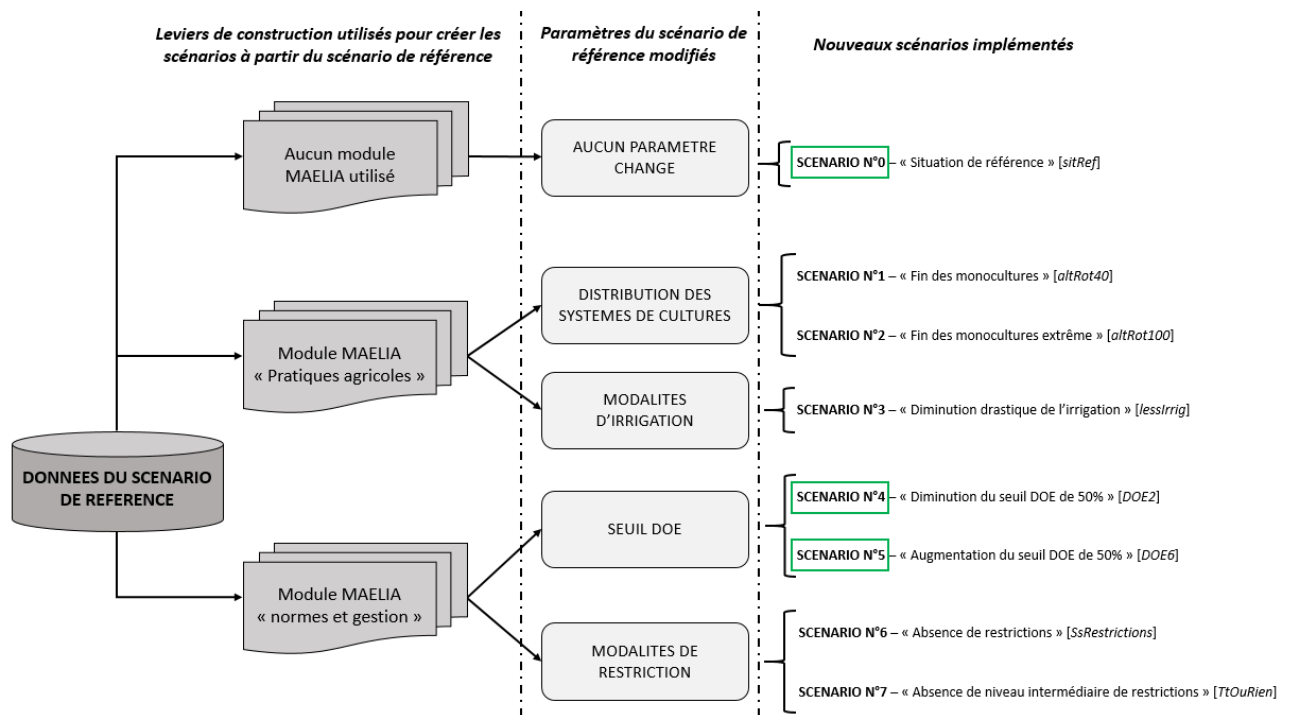 Leviers de construction utilisés pour créer les
scénarios à partir du scénario de référence
Paramètres du scénario de
référence modifiés
Nouveaux scénarios implémentés
Aucun module
MAELIA utilisé
AUCUN PARAMETRE
CHANGE
SCENARIO N°0 – « Situation de référence » [sitRef]
Module MAELIA
« Pratiques agricoles »
DISTRIBUTION DES
SYSTEMES DE CULTURES
SCENARIO N°1 – « Fin des monocultures » [altRot40]
SCENARIO N°2 – « Fin des monocultures extrême » [altRot100]
MODALITES
D'IRRIGATION
SCENARIO N°3 – « Diminution drastique de l'irrigation » [lessIrrig]
DONNEES DU SCENARIO
DE REFERENCE
Module MAELIA
« normes et gestion »
SEUIL DOE
SCENARIO N°4 – « Diminution du seuil DOE de 50% » [DOE2]
SCENARIO N°5 – « Augmentation du seuil DOE de 50% » [DOE6]
MODALITES DE
RESTRICTION
SCENARIO N°6 – « Absence de restrictions » [SsRestrictions]
SCENARIO N°7 – « Absence de niveau intermédiaire de restrictions » [TtOuRien]